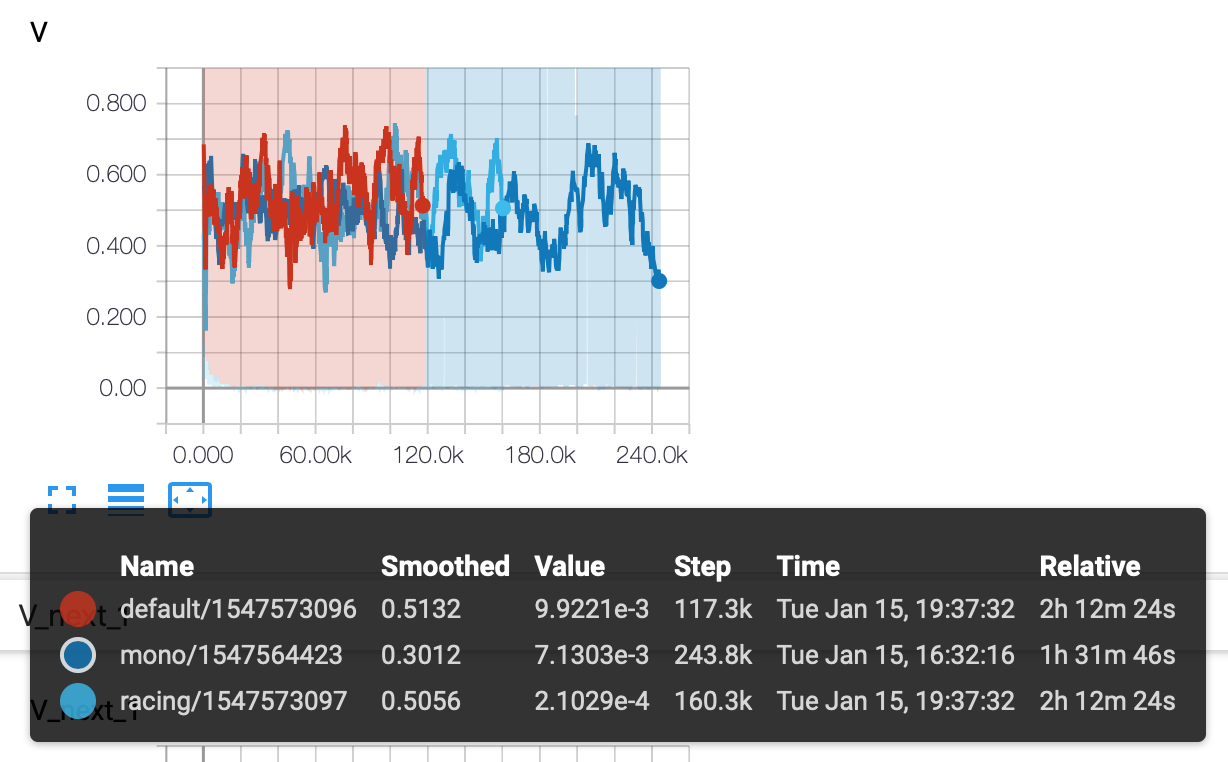 V
0.800
0.600
0.400
0.200
0.00
0.000 60.00k 120.0k 180.0k 240.0k
Name Smoothed Value Step Time Relative
V_next_1
default/1547573096 0.5132 9.9221e-3 117.3k Tue Jan 15, 19:37:32 2h 12m 24s
mono/1547564423 0.3012 7.1303e-3 243.8k Tue Jan 15, 16:32:16 1h 31m 46s
racing/1547573097 0.5056 2.1029e-4 160.3k Tue Jan 15, 19:37:32 2h 12m 24s
V_next_1